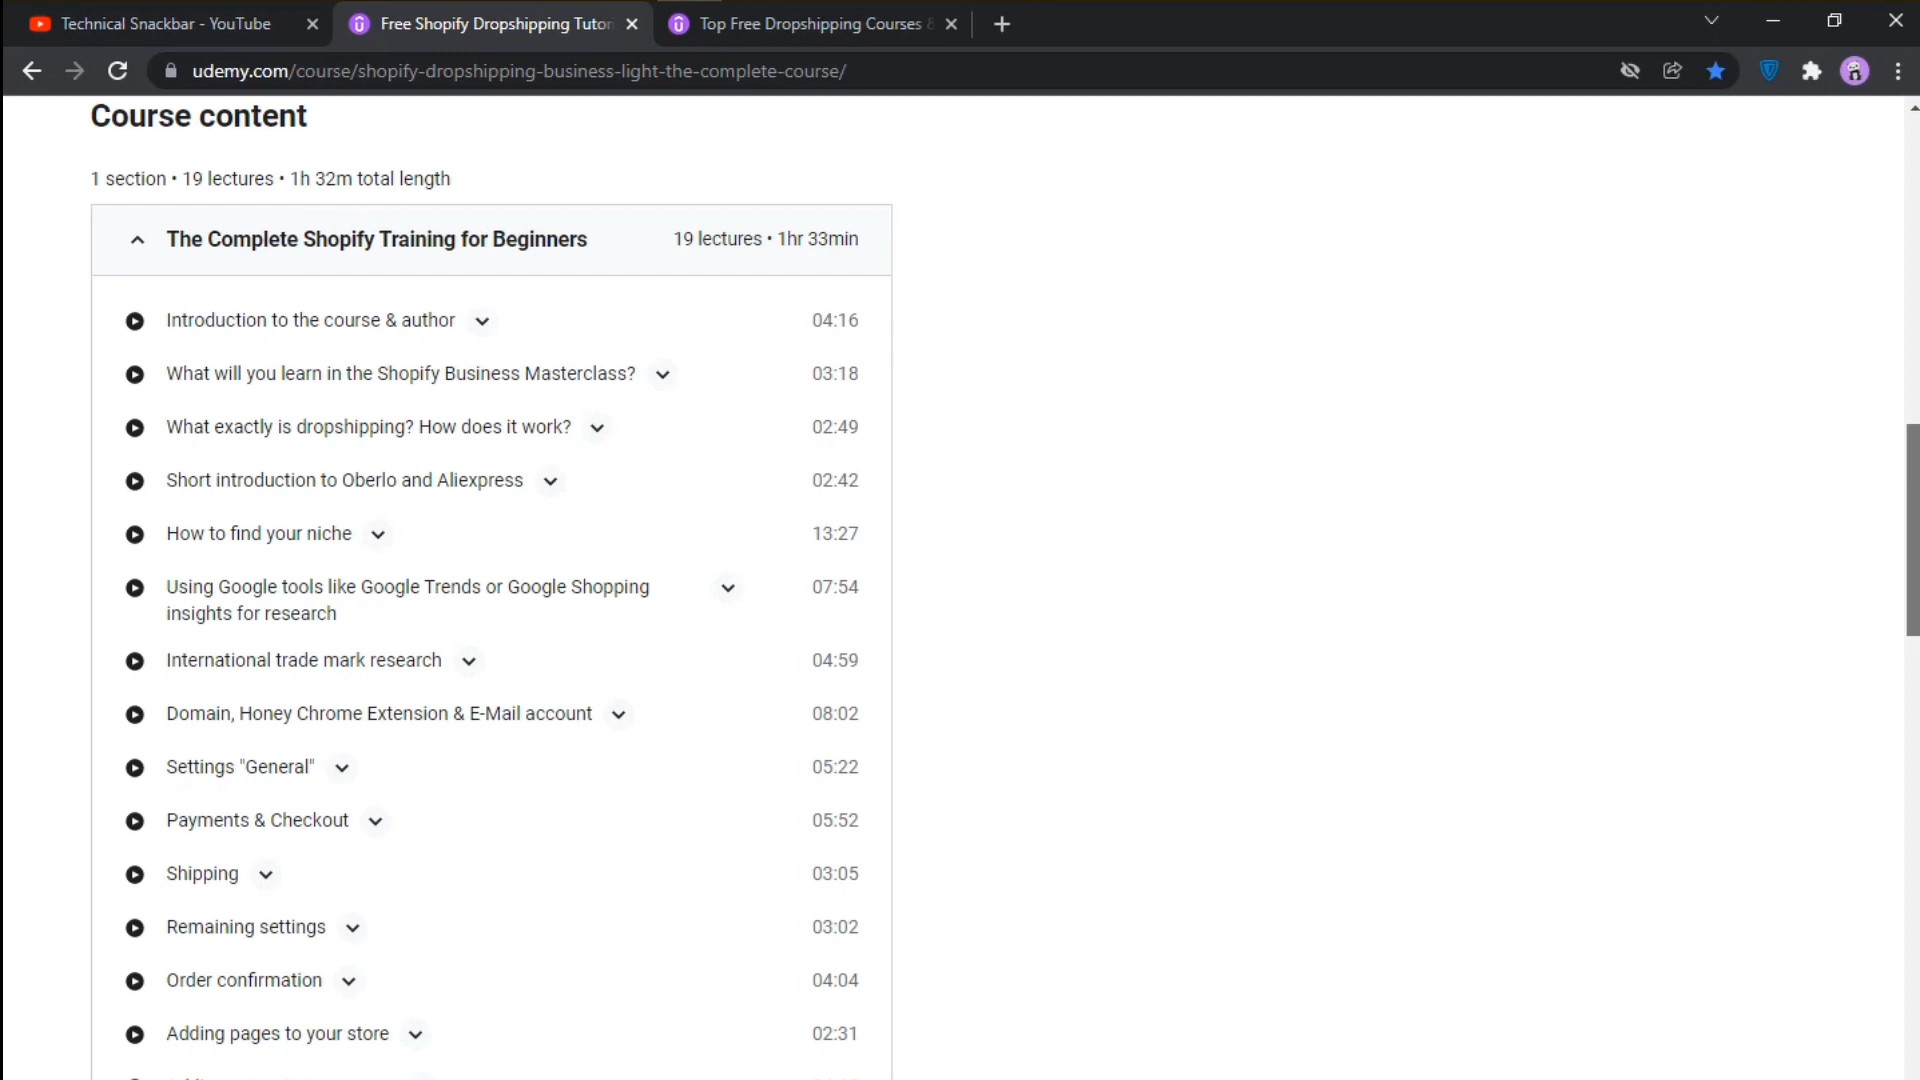 Technical Snackbar - YouTube
Free Shopify Dropshipping Tutori
Top Free Dropshipping Courses &
udemy.com/course/shopify-dropshipping-business-light-the-complete-course/
Course content
1 section • 19 lectures • 1h 32m total length
The Complete Shopify Training for Beginners 19 lectures • 1hr 33min
Introduction to the course & author 04:16
What will you learn in the Shopify Business Masterclass? 03:18
What exactly is dropshipping? How does it work? 02:49
Short introduction to Oberlo and Aliexpress 02:42
How to find your niche 13:27
Using Google tools like Google Trends or Google Shopping 07:54
insights for research
International trade mark research 04:59
Domain, Honey Chrome Extension & E-Mail account 08:02
Settings "General" 05:22
Payments & Checkout 05:52
Shipping 03:05
Remaining settings 03:02
Order confirmation 04:04
Adding pages to your store 02:31